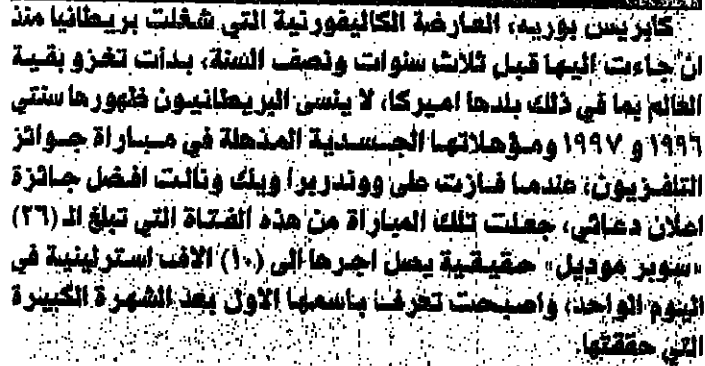 كابريس بوريه، العارضة الكاليفورنية التي شغلت بريطانيا منذ
ان جاءت اليها قبل ثلاث سنوات ونصف السنة، بدأت تغزو بقية
العالم بما في ذلك بلدها اميركا، لا ينسى البريطانيون ظهورها سنتي
١٩٩٦ و ١٩٩٧ ومؤهلاتها الجسدية المذهلة في مباراة جوائز
التلفزيون، عندما فازت على ووندربرا ويك ونالت افضل جائزة
اعلان دعائي، جعلت تلك المباراة من هذه الفتاة التي تبلغ الـ (٢٦)
«سوبر موديل» حقيقية يصل اجرها الى (١٠) الاف استرلينية في
اليوم الواحد، واصبحت تعرف باسمها الاول بعد الشهرة الكبيرة
التي حققتها.